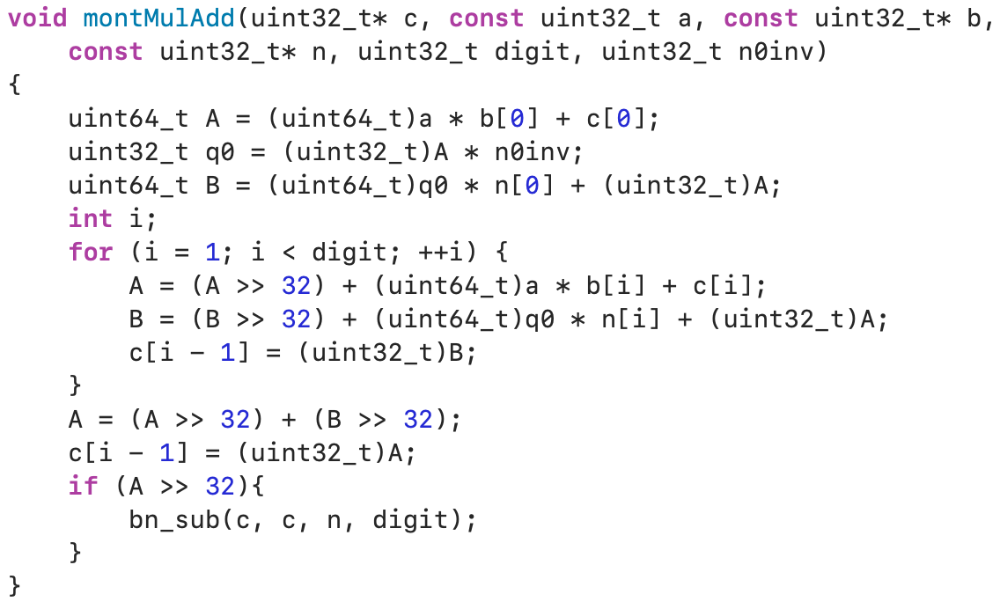 void montMulAdd(uint32_t* c, const uint32_t a, const uint32_t* b,
    const uint32_t* n, uint32_t digit, uint32_t n0inv)
{
    uint64_t A = (uint64_t)a * b[0] + c[0];
    uint32_t q0 = (uint32_t)A * n0inv;
    uint64_t B = (uint64_t)q0 * n[0] + (uint32_t)A;
    int i;
    for (i = 1; i < digit; ++i) {
        A = (A >> 32) + (uint64_t)a * b[i] + c[i];
        B = (B >> 32) + (uint64_t)q0 * n[i] + (uint32_t)A;
        c[i - 1] = (uint32_t)B;
    }
    A = (A >> 32) + (B >> 32);
    c[i - 1] = (uint32_t)A;
    if (A >> 32){
        bn_sub(c, c, n, digit);
    }
}